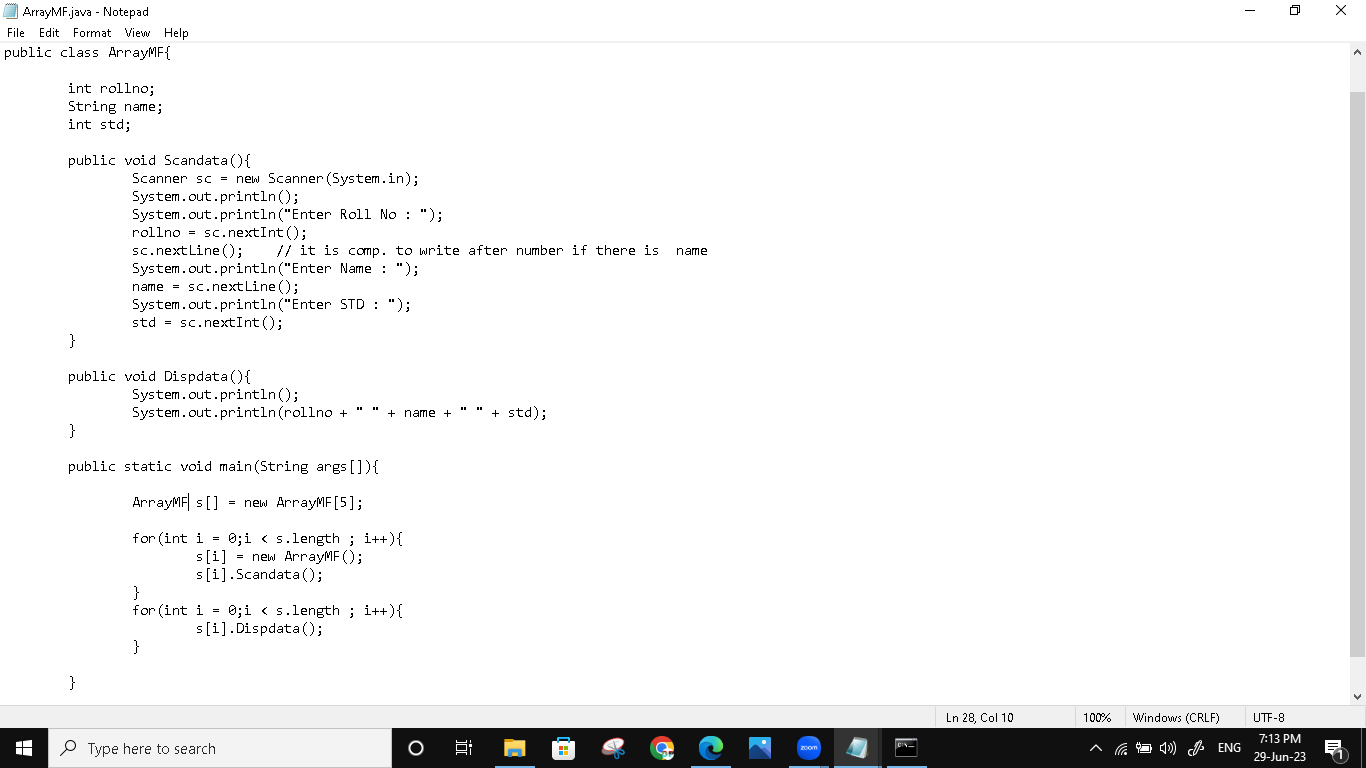 ArrayMF.java - Notepad
File Edit Format View Help
public class ArrayMF{
int rollno;
String name;
int std;
public void Scandata(){
Scanner sc = new Scanner(System.in);
System.out.println();
System.out.println("Enter Roll No : ");
rollno = sc.nextInt();
sc.nextLine();    // it is comp. to write after number if there is  name
System.out.println("Enter Name : ");
name = sc.nextLine();
System.out.println("Enter STD : ");
std = sc.nextInt();
}
public void Dispdata(){
System.out.println();
System.out.println(rollno + " " + name + " " + std);
}
public static void main(String args[]){
ArrayMF s[] = new ArrayMF[5];
for(int i = 0;i < s.length ; i++){
s[i] = new ArrayMF();
s[i].Scandata();
}
for(int i = 0;i < s.length ; i++){
s[i].Dispdata();
}
}
Ln 28, Col 10 100% Windows (CRLF) UTF-8
Type here to search
zoom
ENG
7:13 PM
29-Jun-23
1